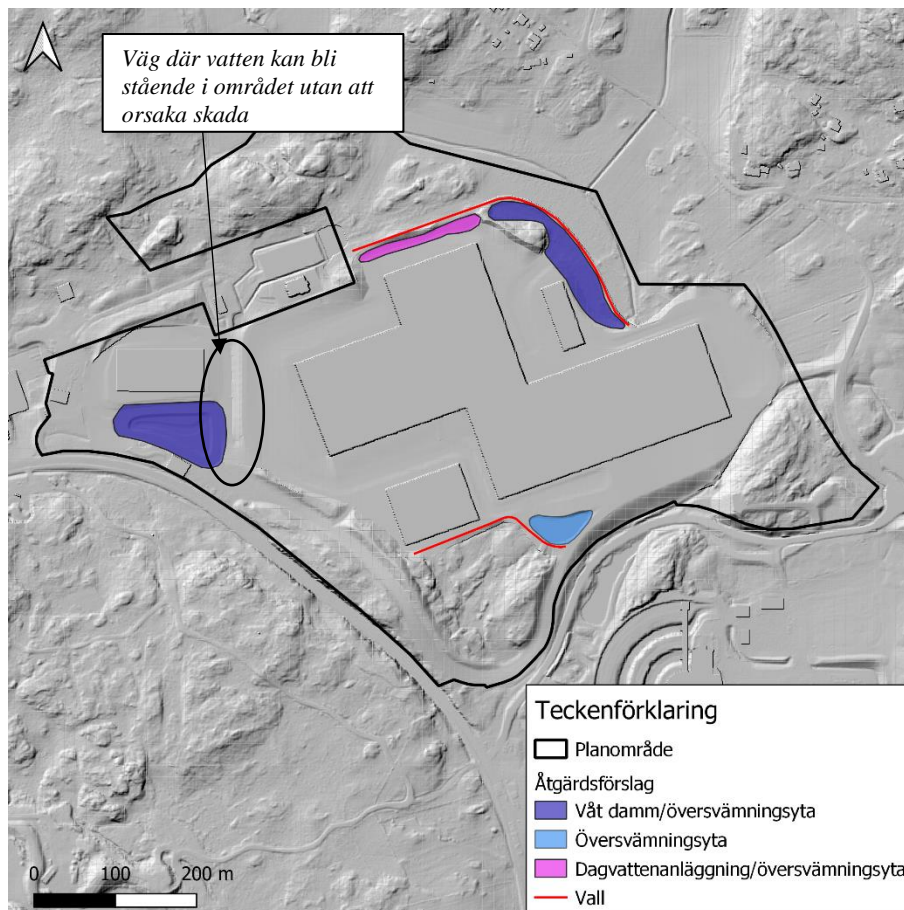 Väg där vatten kan bli
stående i området utan att
orsaka skada
Teckenförklaring
Planområde
Åtgärdsförslag
Våt damm/översvämningsyta
Översvämningsyta
Dagvattenanläggning/översvämningsyta
Vall
0 100 200 m